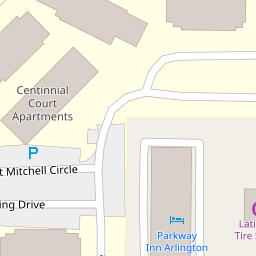 Centinnial
Court
Apartments
P
t Mitchell Circle
ing Drive
Parkway
Inn Arlington
Lati
Tire S